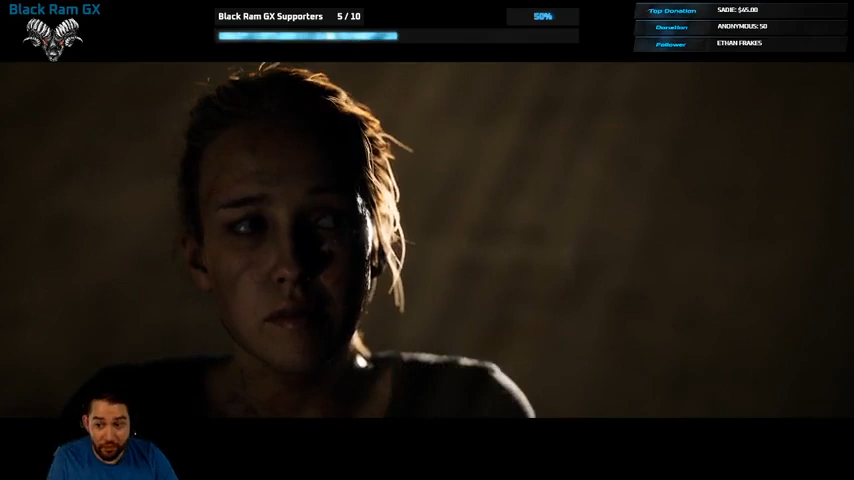 Black Ram GX
Black Ram GX Supporters 5 / 10
50%
Top Donation SADIE: $45.00
Donation ANONYMOUS: 50
Follower ETHAN FRAKES